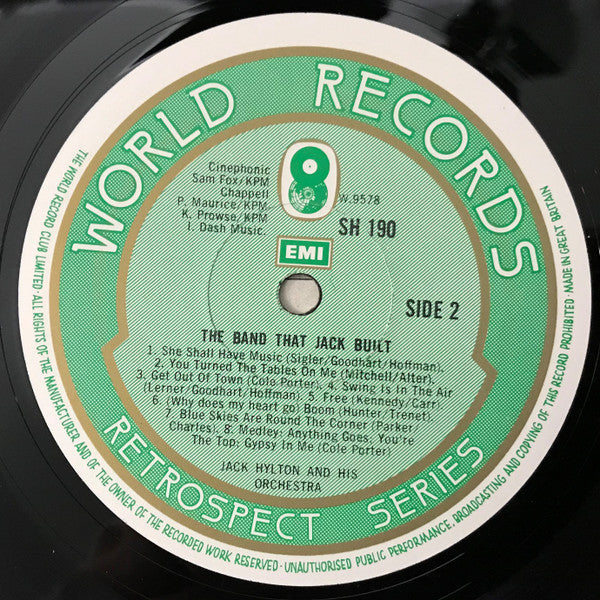 WORLD RECORDS
Cinephonic
Sam Fox/KPM
Chappell
P. Maurice/KPM
K. Prowse/KPM
I. Dash Music.
W.9578
SH 190
EMI
SIDE 2
THE BAND THAT JACK BUILT
1. She Shall Have Music (Sigler/Goodhart/Hoffman).
2. You Turned The Tables On Me (Mitchell/Alter).
3. Get Out Of Town (Cole Porter). 4. Swing Is In The Air
(Lerner/Goodhart/Hoffman). 5. Free (Kennedy/Carr).
6. (Why does my heart go) Boom (Hunter/Trenet).
7. Blue Skies Are Round The Corner (Parker/
Charles). 8. Medley: Anything Goes; You're
The Top; Gypsy In Me (Cole Porter)
JACK HYLTON AND HIS
ORCHESTRA
RETROSPECT SERIES
THE WORLD RECORD CLUB LIMITED · ALL RIGHTS OF THE MANUFACTURER AND OF THE OWNER OF THE RECORDED WORK RESERVED · UNAUTHORISED PUBLIC PERFORMANCE, BROADCASTING AND COPYING OF THIS RECORD PROHIBITED · MADE IN GREAT BRITAIN